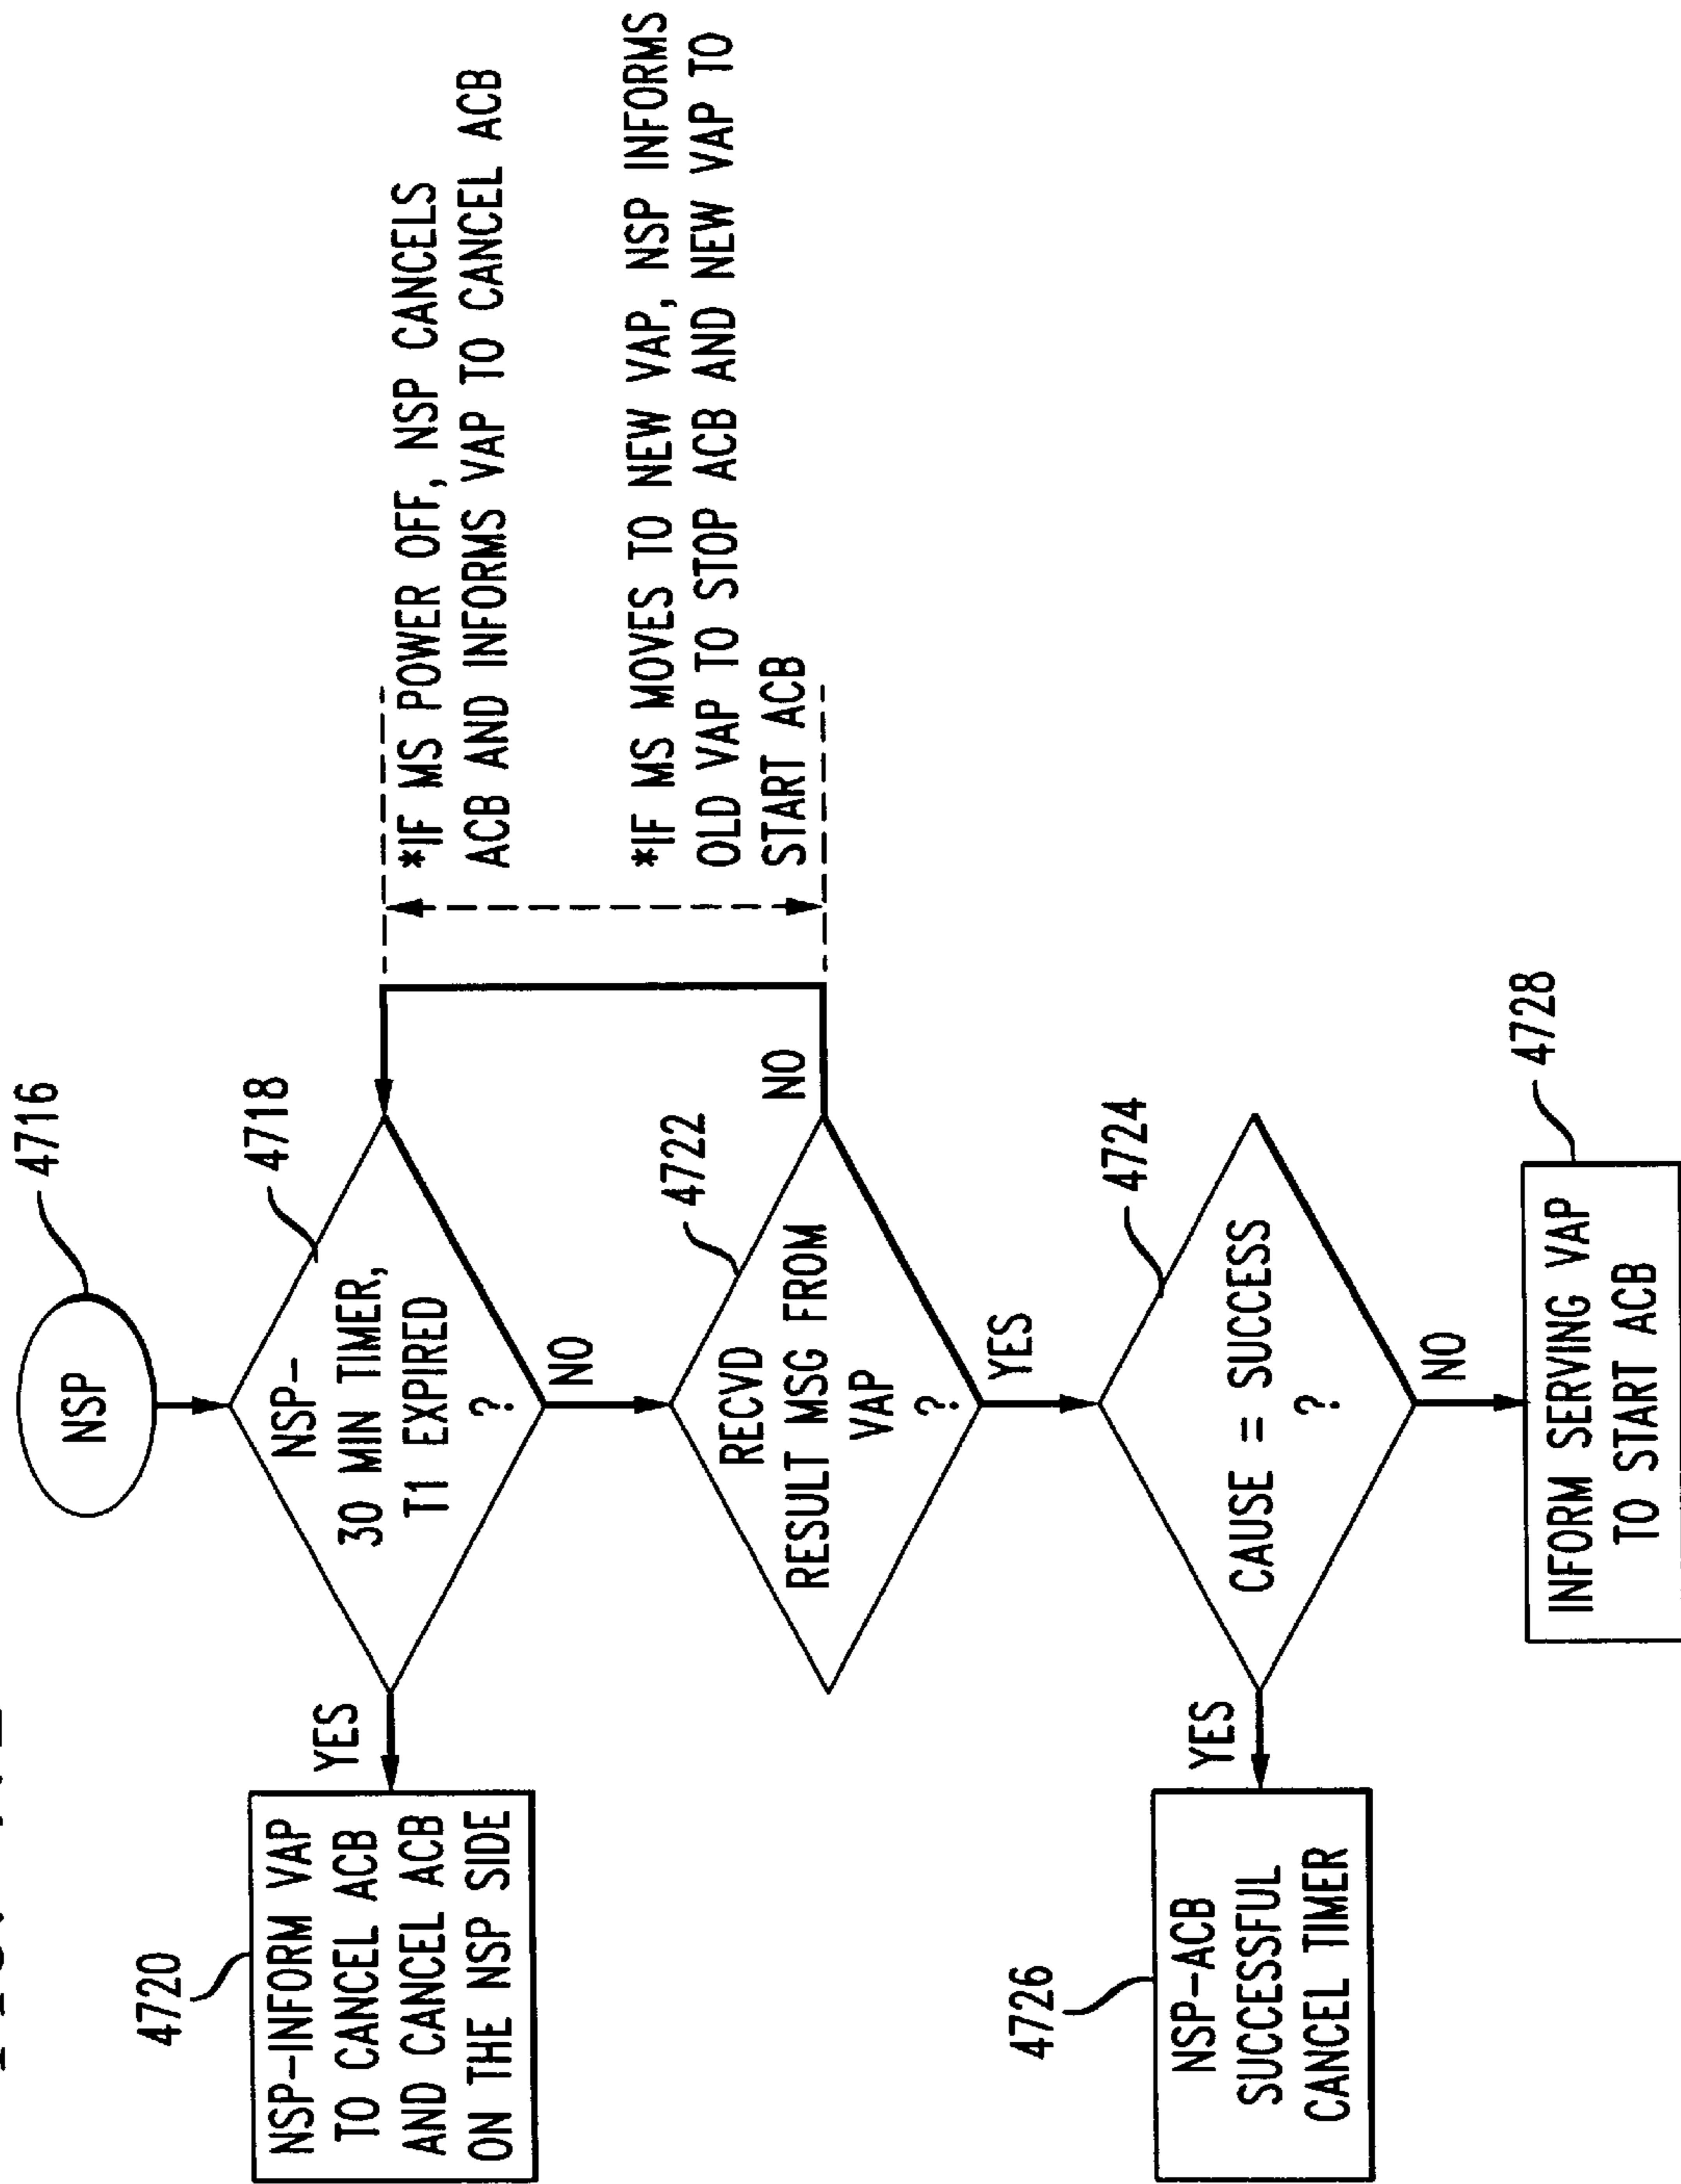 4716
NSP
4718
NSP-
30 MIN TIMER,
T1 EXPIRED
?
YES
NO
4720
NSP-INFORM VAP
TO CANCEL ACB
AND CANCEL ACB
ON THE NSP SIDE
*IF MS POWER OFF, NSP CANCELS
ACB AND INFORMS VAP TO CANCEL ACB
*IF MS MOVES TO NEW VAP, NSP INFORMS
OLD VAP TO STOP ACB AND NEW VAP TO
START ACB
4722
RECVD
RESULT MSG FROM
VAP
?
NO
YES
4724
CAUSE = SUCCESS
?
YES
NO
4726
NSP-ACB
SUCCESSFUL
CANCEL TIMER
4728
INFORM SERVING VAP
TO START ACB